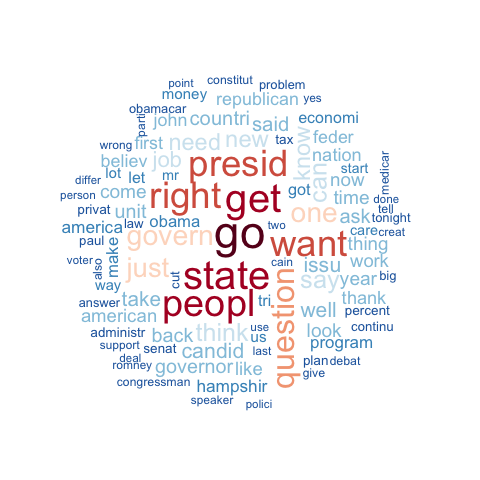 point constitut problem
money obamacar republican yes
parti john countri said economi
wrong first need new know tax feder
believ job presid can nation medicar
differ lot let mr right get got now start
person come one time done
privat unit obama ask tell tonight
america law govern go two want care creat
paul make thing
voter also way just cut state cain issu work
say year big
answer take peopl tri question well thank percent
american administr back think use us look continu
support senat candid last program
deal romney governor like plan debat
congressman hampshir give
speaker polici